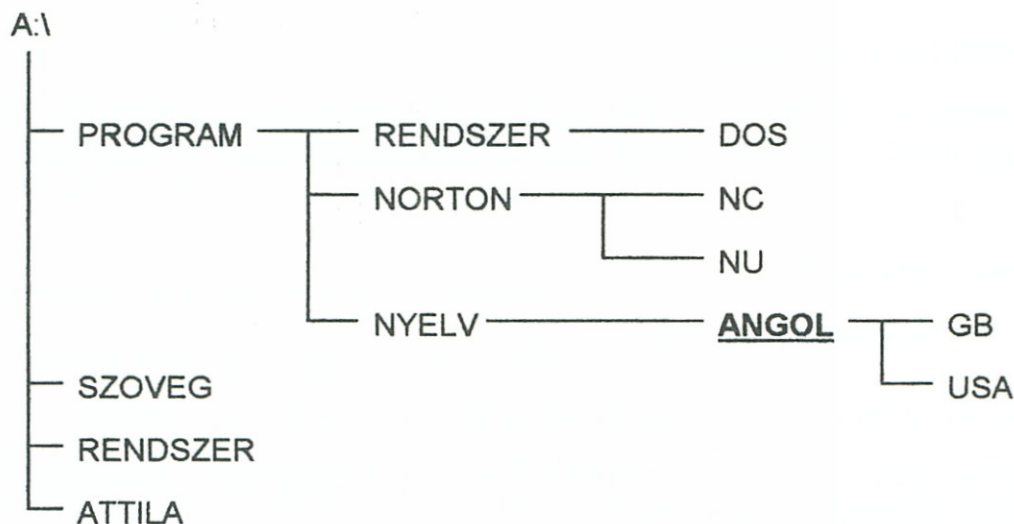 A:\
PROGRAM RENDSZER DOS
NORTON NC
NU
NYELV ANGOL GB
SZOVEG USA
RENDSZER
ATTILA